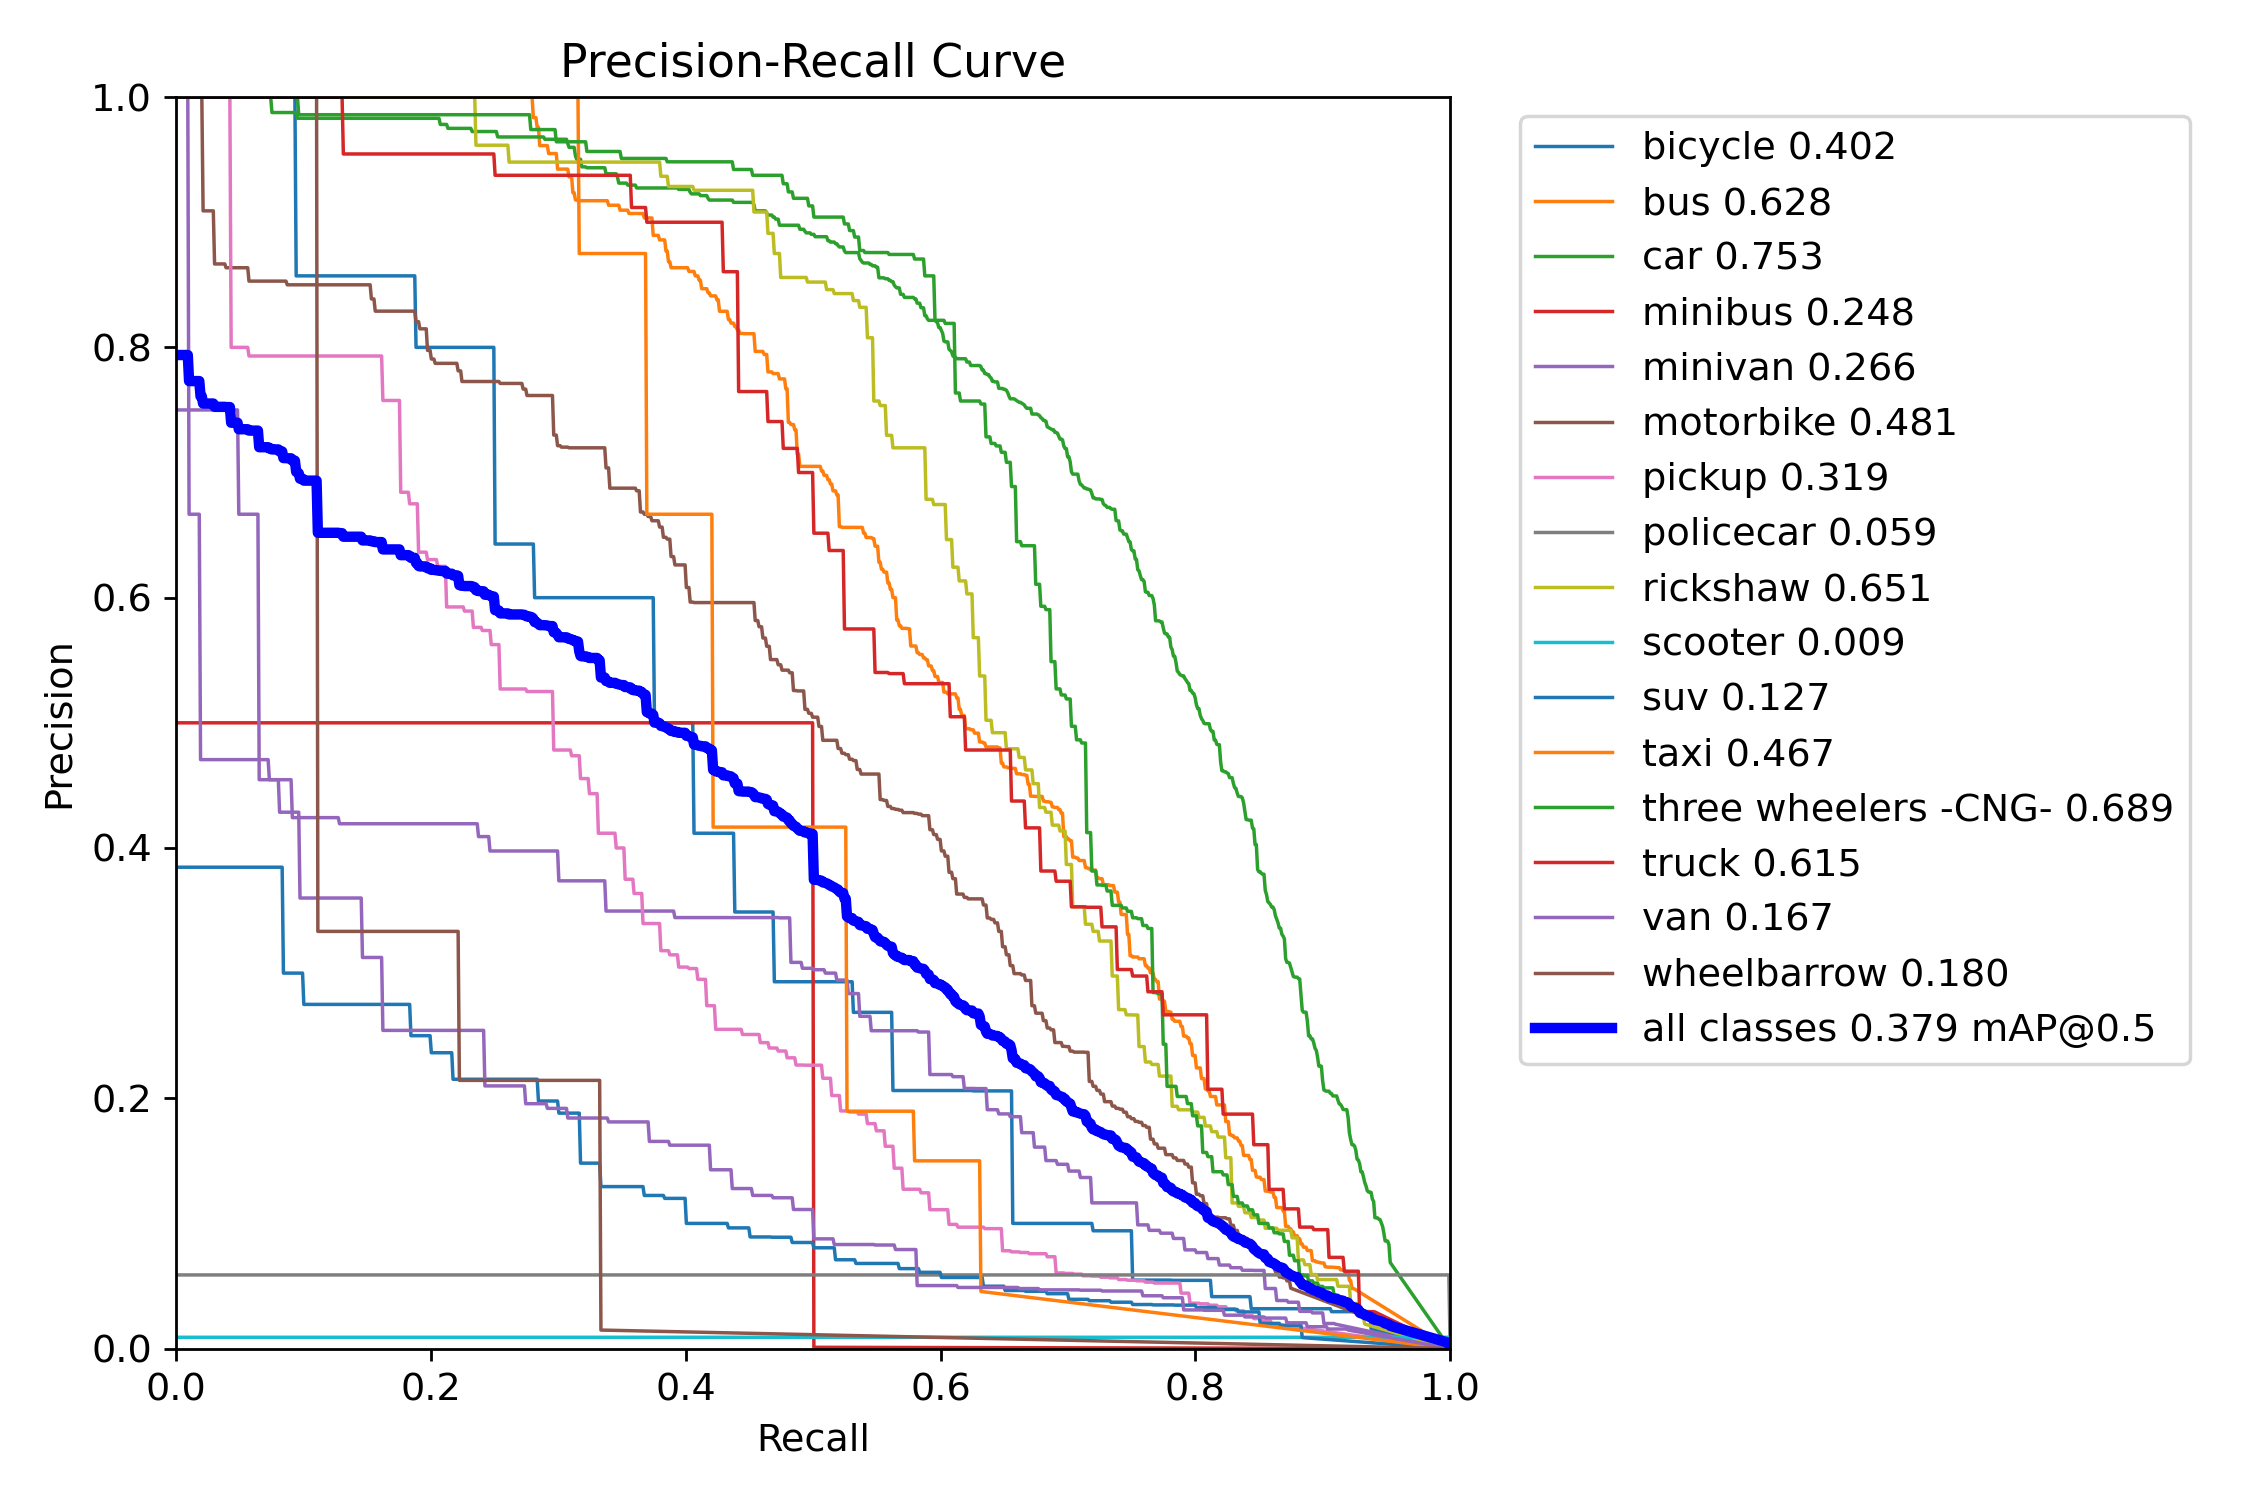 Precision-Recall Curve
1.0
0.8
0.6
0.4
0.2
0.0
Precision
0.0 0.2 0.4 0.6 0.8 1.0
Recall
bicycle 0.402
bus 0.628
car 0.753
minibus 0.248
minivan 0.266
motorbike 0.481
pickup 0.319
policecar 0.059
rickshaw 0.651
scooter 0.009
suv 0.127
taxi 0.467
three wheelers -CNG- 0.689
truck 0.615
van 0.167
wheelbarrow 0.180
all classes 0.379 mAP@0.5